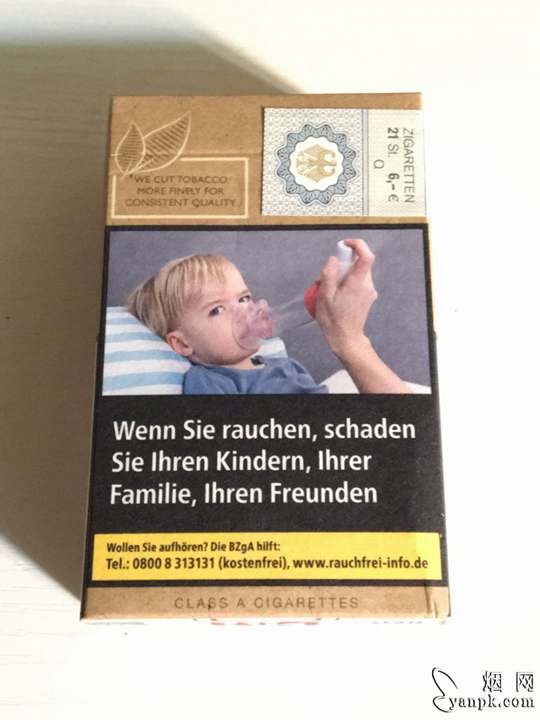 "WE CUT TOBACCO
MORE FINELY FOR
CONSISTENT QUALITY
ZIGARETTEN
21 St. 6,- €
Q
Wenn Sie rauchen, schaden
Sie Ihren Kindern, Ihrer
Familie, Ihren Freunden
Wollen Sie aufhören? Die BZgA hilft:
Tel.: 0800 8 313131 (kostenfrei), www.rauchfrei-info.de
CLASS A CIGARETTES
烟网
yanpk.com